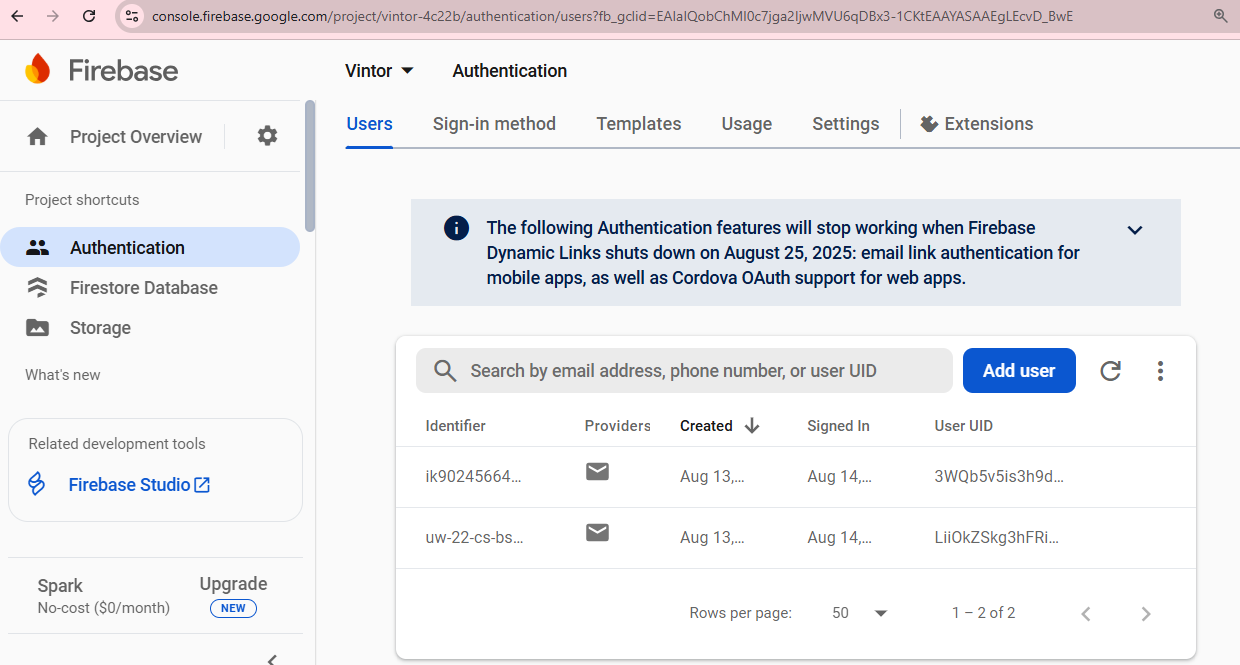 console.firebase.google.com/project/vintor-4c22b/authentication/users?fb_gclid=EAIaIQobChMI0c7jga2IjwMVU6qDBx3-1CKtEAAYASAAEgLEcvD_BwE
Firebase
Vintor
Authentication
Project Overview
Users
Sign-in method
Templates
Usage
Settings
Extensions
Project shortcuts
Authentication
Firestore Database
Storage
What's new
Related development tools
Firebase Studio
Spark
No-cost ($0/month)
Upgrade
NEW
The following Authentication features will stop working when Firebase
Dynamic Links shuts down on August 25, 2025: email link authentication for
mobile apps, as well as Cordova OAuth support for web apps.
Search by email address, phone number, or user UID
Add user
Identifier Providers Created Signed In User UID
ik90245664… Aug 13,… Aug 14,… 3WQb5v5is3h9d…
uw-22-cs-bs… Aug 13,… Aug 14,… LiiOkZSkg3hFRi…
Rows per page: 50 1 – 2 of 2